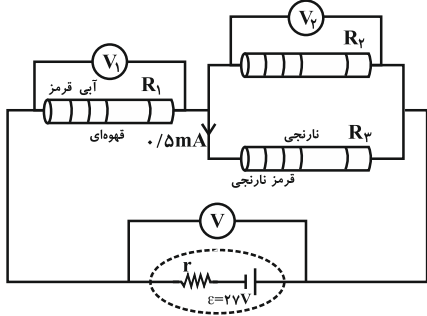 V۲
R۲
V۱
آبی قرمز
R۱
قهوه‌ای
۰/۵mA
نارنجی
R۳
قرمز نارنجی
V
r
ε=۲۷V